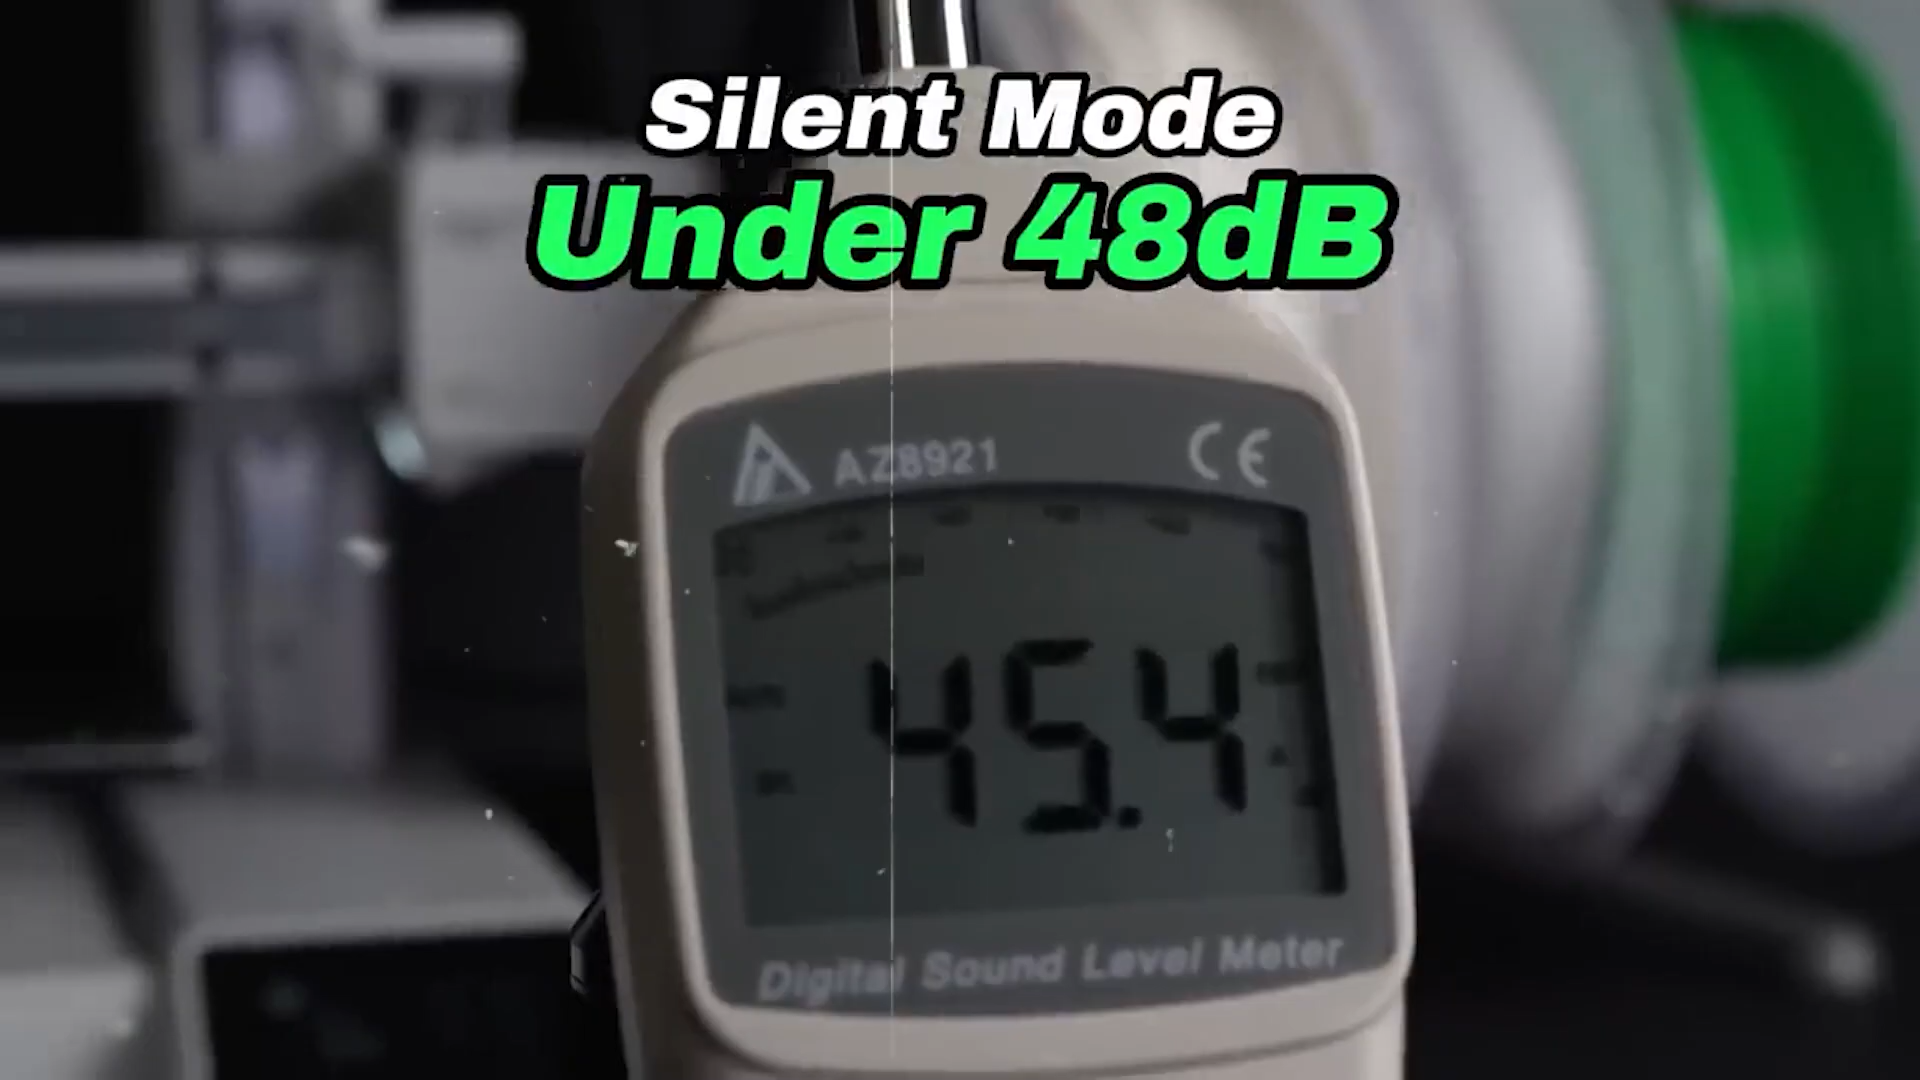 Silent Mode
Under 48dB
AZ8921 CE
45.4
Digital Sound Level Meter